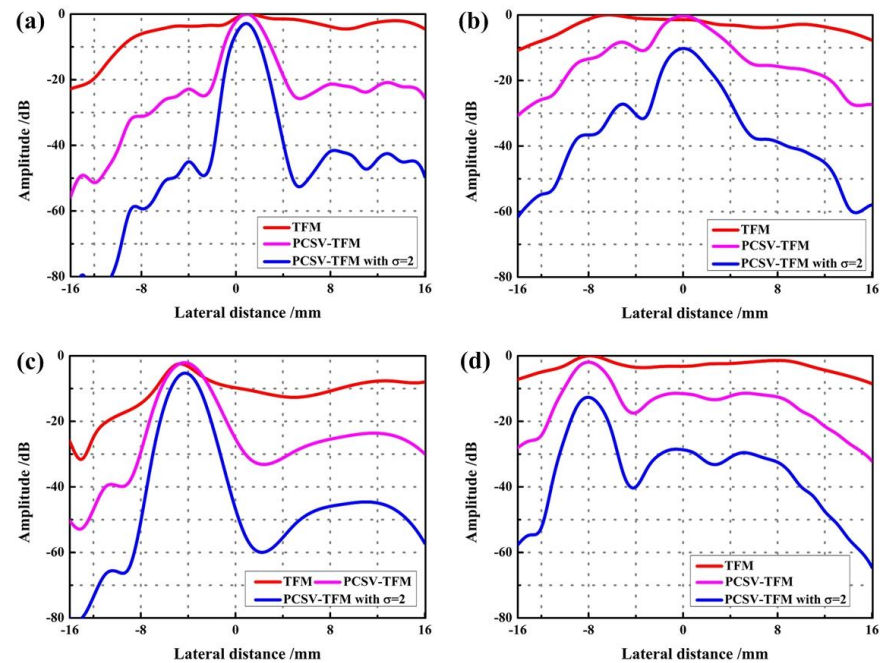 (a)
0
-20
-40
-60
-80
Amplitude /dB
TFM
PCSV-TFM
PCSV-TFM with σ=2
-16 -8 0 8 16
Lateral distance /mm
(b)
0
-20
-40
-60
-80
Amplitude /dB
TFM
PCSV-TFM
PCSV-TFM with σ=2
-16 -8 0 8 16
Lateral distance /mm
(c)
0
-20
-40
-60
-80
Amplitude /dB
TFM PCSV-TFM
PCSV-TFM with σ=2
-16 -8 0 8 16
Lateral distance /mm
(d)
0
-20
-40
-60
-80
Amplitude /dB
TFM
PCSV-TFM
PCSV-TFM with σ=2
-16 -8 0 8 16
Lateral distance /mm